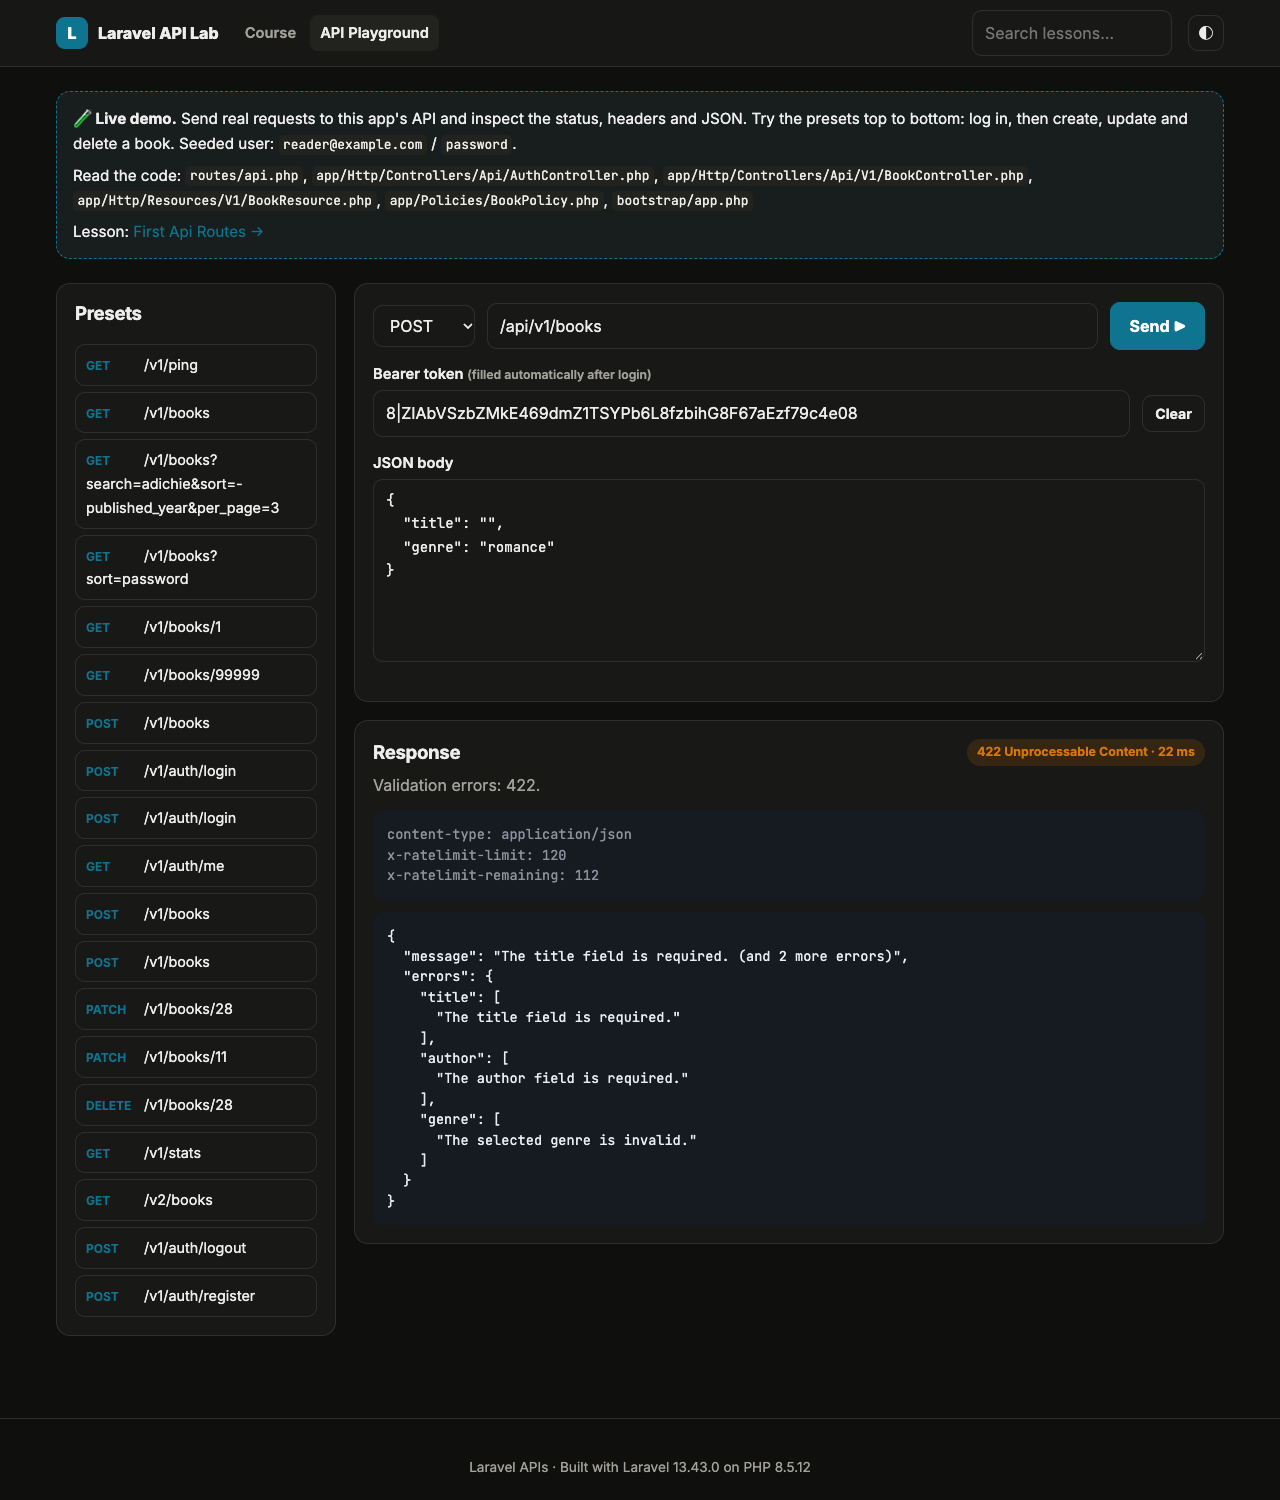 L Laravel API Lab Course API Playground Search lessons...
Live demo. Send real requests to this app's API and inspect the status, headers and JSON. Try the presets top to bottom: log in, then create, update and
delete a book. Seeded user: reader@example.com / password.
Read the code: routes/api.php, app/Http/Controllers/Api/AuthController.php, app/Http/Controllers/Api/V1/BookController.php,
app/Http/Resources/V1/BookResource.php, app/Policies/BookPolicy.php, bootstrap/app.php
Lesson: First Api Routes →
Presets
GET /v1/ping
GET /v1/books
GET /v1/books?
search=adichie&sort=-
published_year&per_page=3
GET /v1/books?
sort=password
GET /v1/books/1
GET /v1/books/99999
POST /v1/books
POST /v1/auth/login
POST /v1/auth/login
GET /v1/auth/me
POST /v1/books
POST /v1/books
PATCH /v1/books/28
PATCH /v1/books/11
DELETE /v1/books/28
GET /v1/stats
GET /v2/books
POST /v1/auth/logout
POST /v1/auth/register
POST /api/v1/books Send
Bearer token (filled automatically after login)
8|ZIAbVSzbZMkE469dmZ1TSYPb6L8fzbihG8F67aEzf79c4e08 Clear
JSON body
{
"title": "",
"genre": "romance"
}
Response 422 Unprocessable Content · 22 ms
Validation errors: 422.
content-type: application/json
x-ratelimit-limit: 120
x-ratelimit-remaining: 112
{
"message": "The title field is required. (and 2 more errors)",
"errors": {
"title": [
"The title field is required."
],
"author": [
"The author field is required."
],
"genre": [
"The selected genre is invalid."
]
}
}
Laravel APIs · Built with Laravel 13.43.0 on PHP 8.5.12